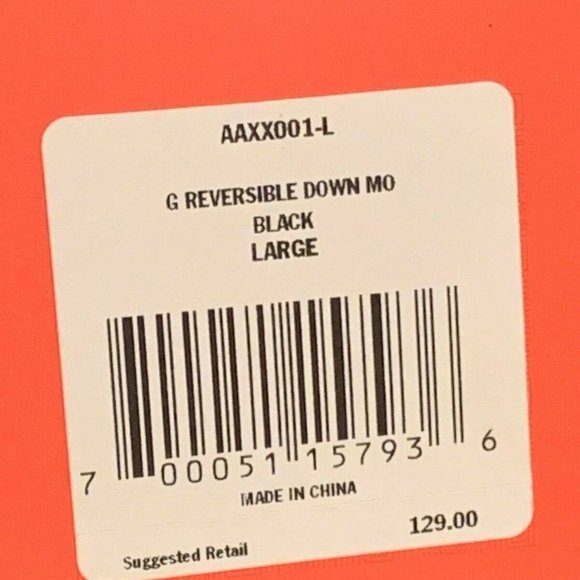 AAXX001-L
G REVERSIBLE DOWN MO
BLACK
LARGE
7 00051 15793 6
MADE IN CHINA
129.00
Suggested Retail